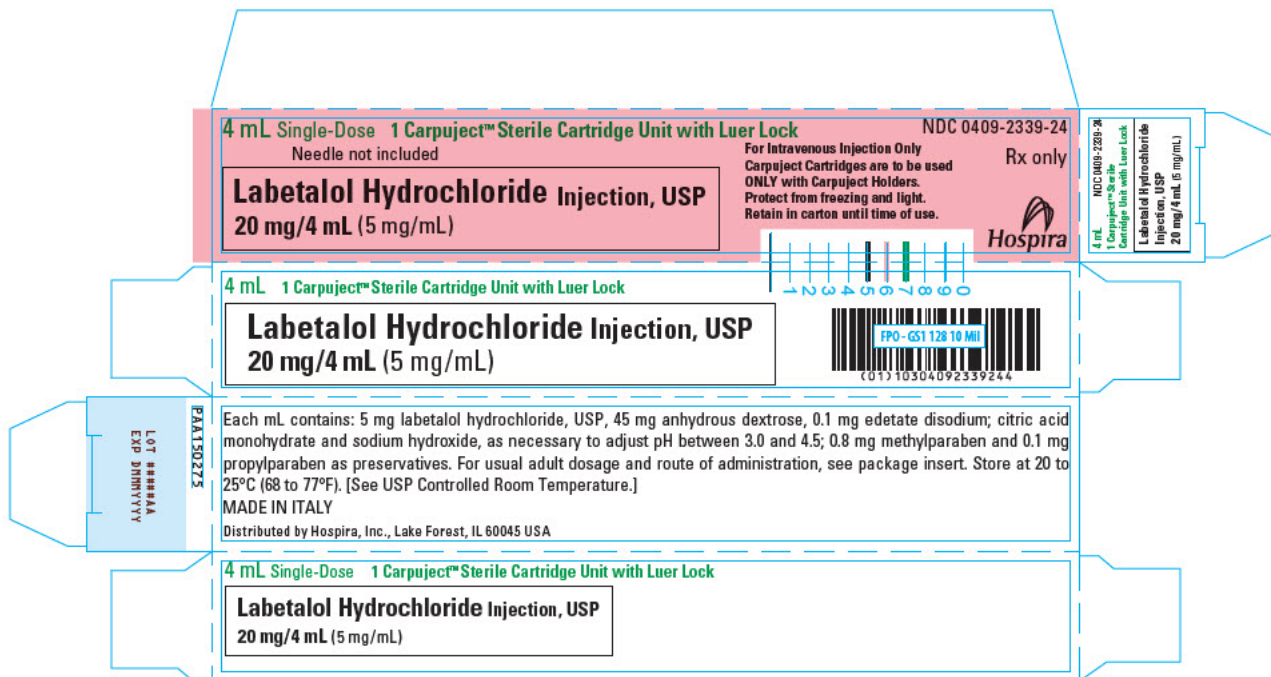 4 mL Single-Dose 1 Carpuject™ Sterile Cartridge Unit with Luer Lock
Needle not included
Labetalol Hydrochloride Injection, USP
20 mg/4 mL (5 mg/mL)
For Intravenous Injection Only
Carpuject Cartridges are to be used
ONLY with Carpuject Holders.
Protect from freezing and light.
Retain in carton until time of use.
NDC 0409-2339-24
Rx only
Hospira
4 mL NDC 0409-2339-24
1 Carpuject™ Sterile
Cartridge Unit with Luer Lock
Labetalol Hydrochloride
Injection, USP
20 mg/4 mL (5 mg/mL)
4 mL 1 Carpuject™ Sterile Cartridge Unit with Luer Lock
Labetalol Hydrochloride Injection, USP
20 mg/4 mL (5 mg/mL)
1 2 3 4 5 6 7 8 9 0
FPO - GS1 128 10 Mil
(01)10304092339244
LOT #####AA
EXP DMMMYYYY
PAA150275
Each mL contains: 5 mg labetalol hydrochloride, USP, 45 mg anhydrous dextrose, 0.1 mg edetate disodium; citric acid
monohydrate and sodium hydroxide, as necessary to adjust pH between 3.0 and 4.5; 0.8 mg methylparaben and 0.1 mg
propylparaben as preservatives. For usual adult dosage and route of administration, see package insert. Store at 20 to
25°C (68 to 77°F). [See USP Controlled Room Temperature.]
MADE IN ITALY
Distributed by Hospira, Inc., Lake Forest, IL 60045 USA
4 mL Single-Dose 1 Carpuject™ Sterile Cartridge Unit with Luer Lock
Labetalol Hydrochloride Injection, USP
20 mg/4 mL (5 mg/mL)